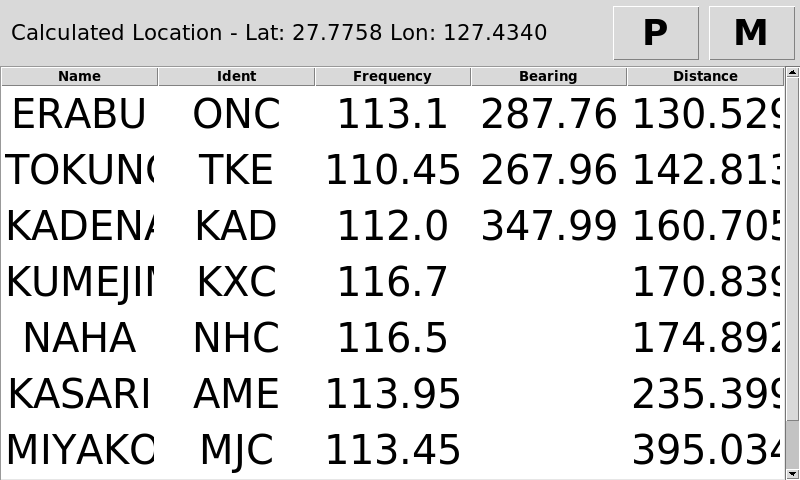 Calculated Location - Lat: 27.7758 Lon: 127.4340 P M
Name Ident Frequency Bearing Distance
ERABU ONC 113.1 287.76 130.529
TOKUNO TKE 110.45 267.96 142.813
KADENA KAD 112.0 347.99 160.705
KUMEJIM KXC 116.7 170.839
NAHA NHC 116.5 174.892
KASARI AME 113.95 235.399
MIYAKO MJC 113.45 395.034